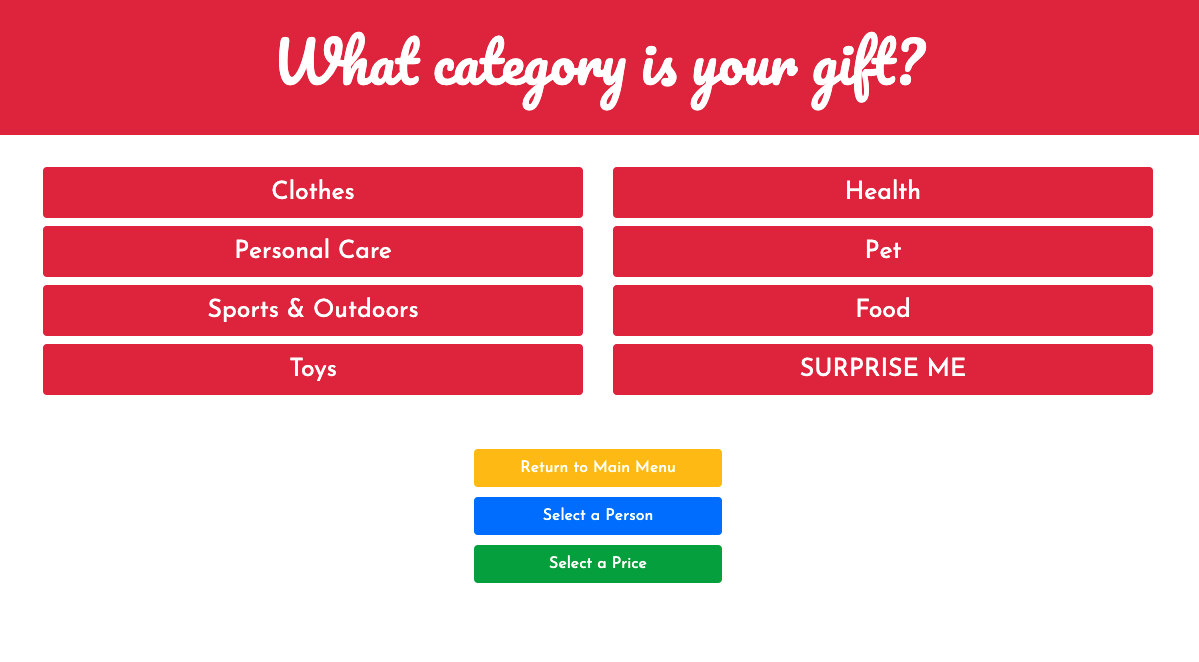 What category is your gift?
Clothes
Health
Personal Care
Pet
Sports & Outdoors
Food
Toys
SURPRISE ME
Return to Main Menu
Select a Person
Select a Price